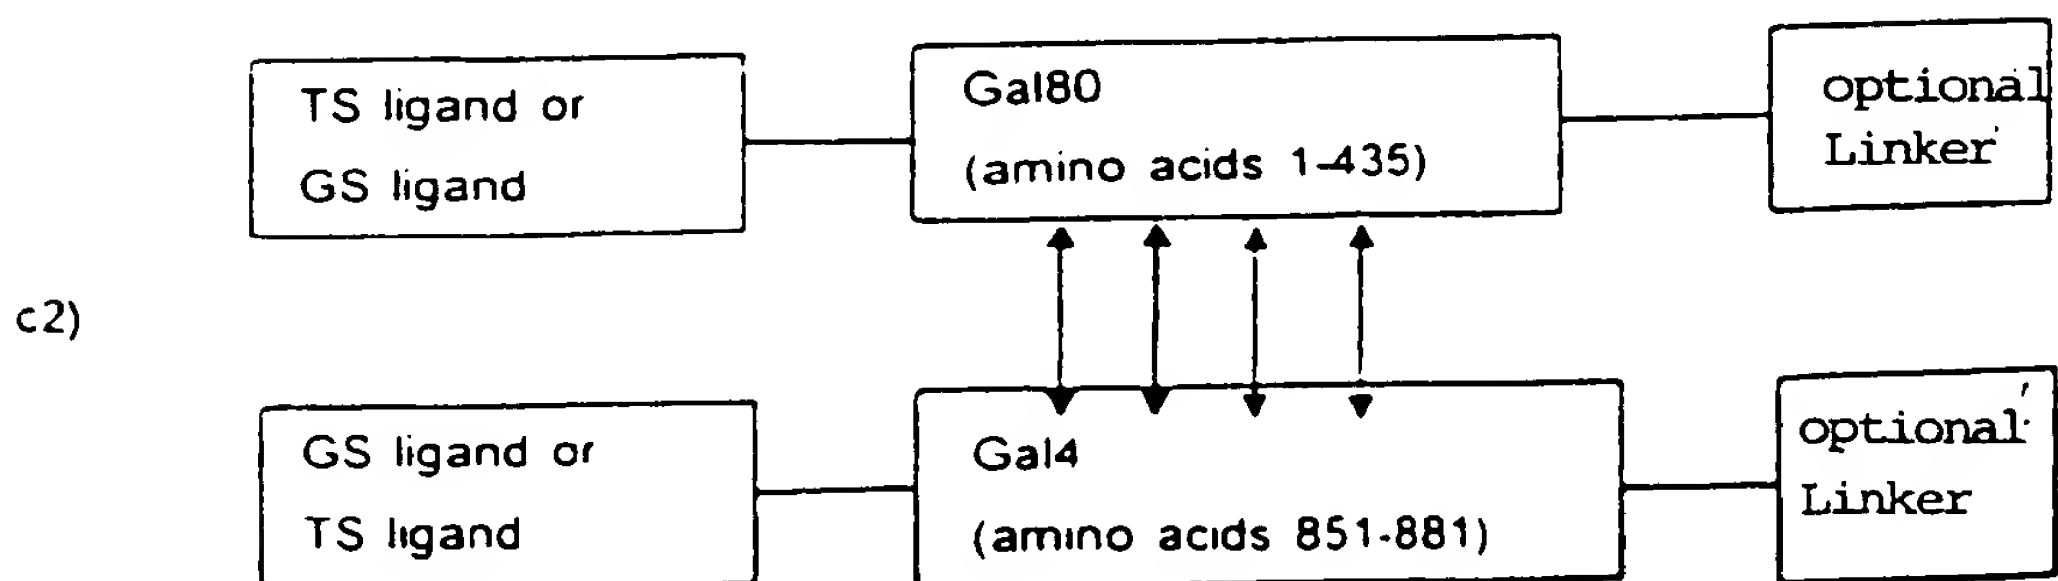 TS ligand or
GS ligand
Gal80
(amino acids 1-435)
optional
Linker
c2)
GS ligand or
TS ligand
Gal4
(amino acids 851-881)
optional
Linker